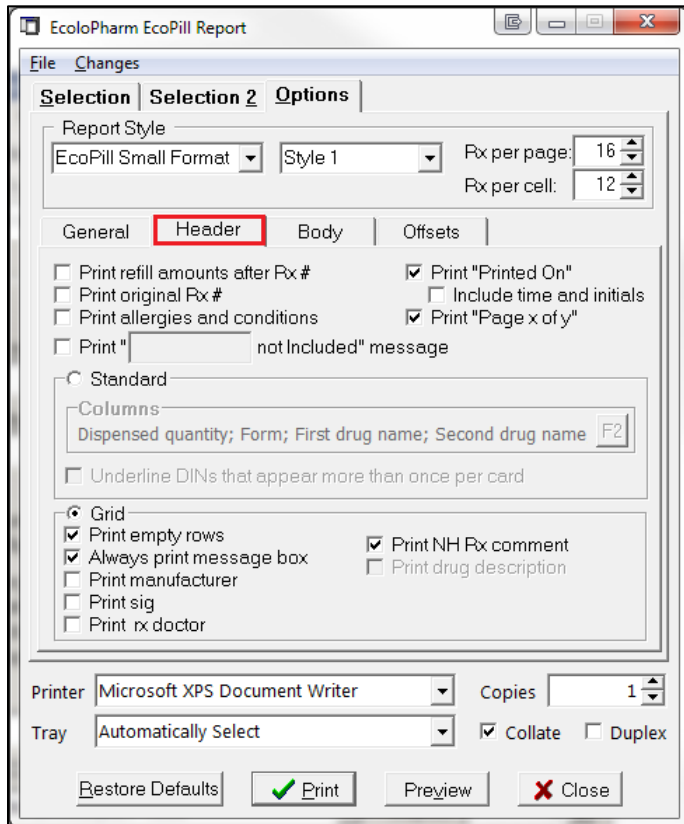 EcoloPharm EcoPill Report
File Changes
Selection Selection 2 Options
Report Style
EcoPill Small Format Style 1 Rx per page: 16
Rx per cell: 12
General Header Body Offsets
Print refill amounts after Rx # Print "Printed On"
Print original Rx # Include time and initials
Print allergies and conditions Print "Page x of y"
Print " not Included" message
Standard
Columns
Dispensed quantity; Form; First drug name; Second drug name F2
Underline DINs that appear more than once per card
Grid
Print empty rows
Print NH Rx comment
Always print message box
Print drug description
Print manufacturer
Print sig
Print rx doctor
Printer Microsoft XPS Document Writer Copies 1
Tray Automatically Select Collate Duplex
Restore Defaults Print Preview Close